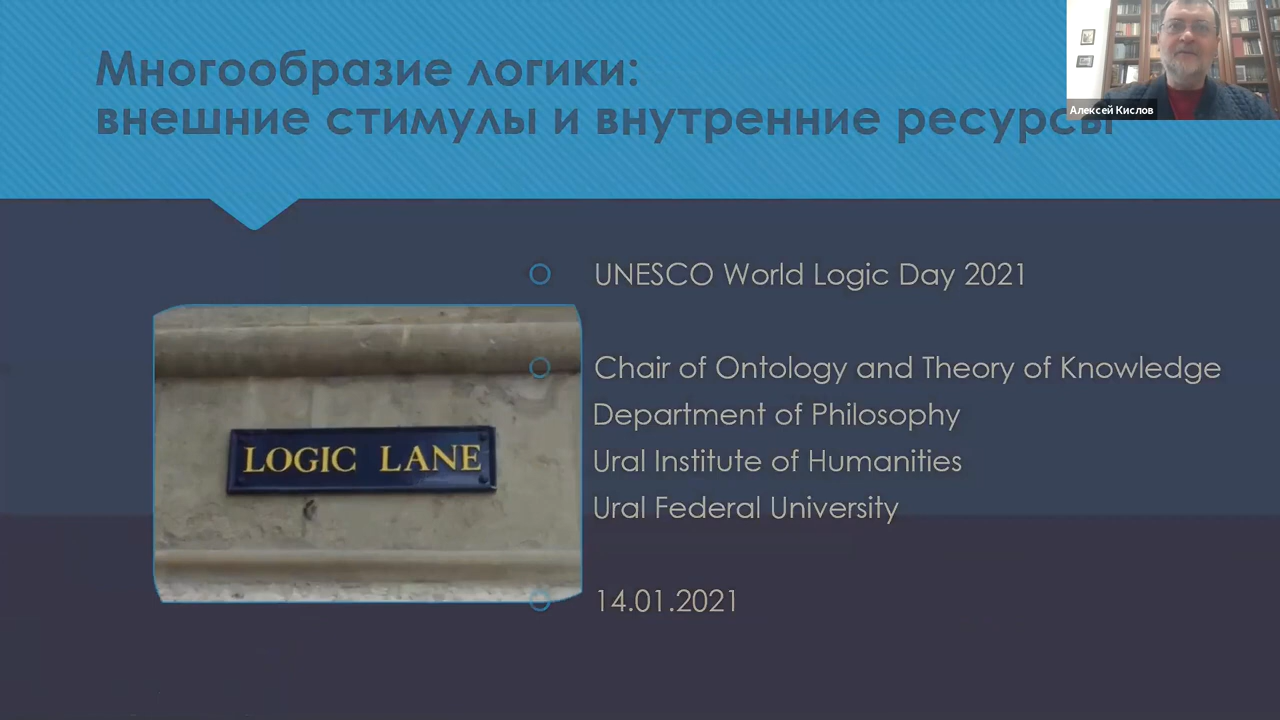 Многообразие логики:
внешние стимулы и внутренние ресурсы
Алексей Кислов
UNESCO World Logic Day 2021
Chair of Ontology and Theory of Knowledge
Department of Philosophy
Ural Institute of Humanities
Ural Federal University
LOGIC LANE
14.01.2021